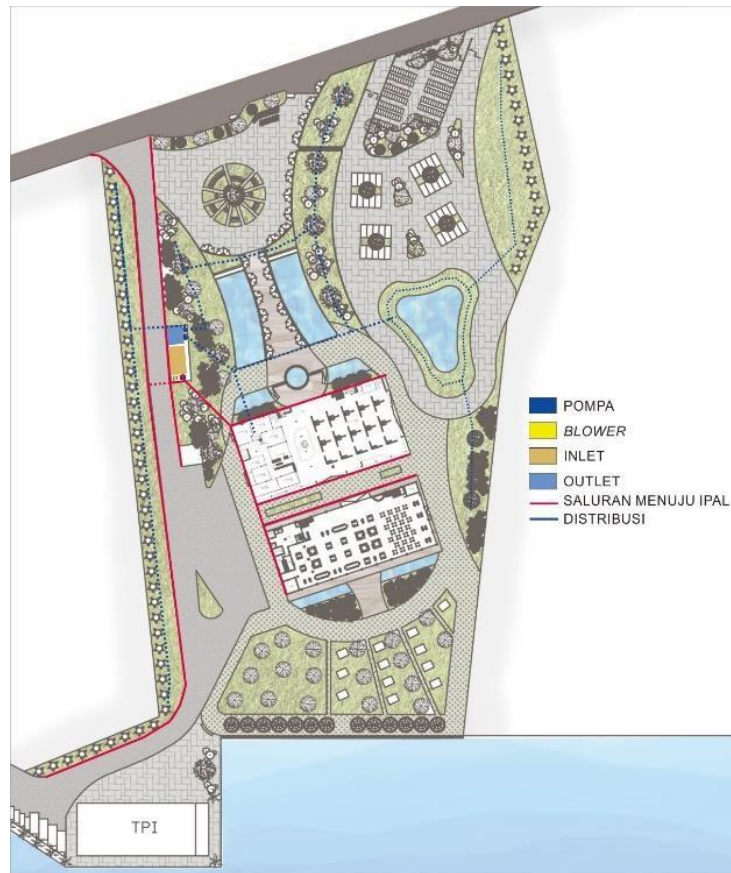 POMPA
BLOWER
INLET
OUTLET
SALURAN MENUJU IPAL
DISTRIBUSI
TPI